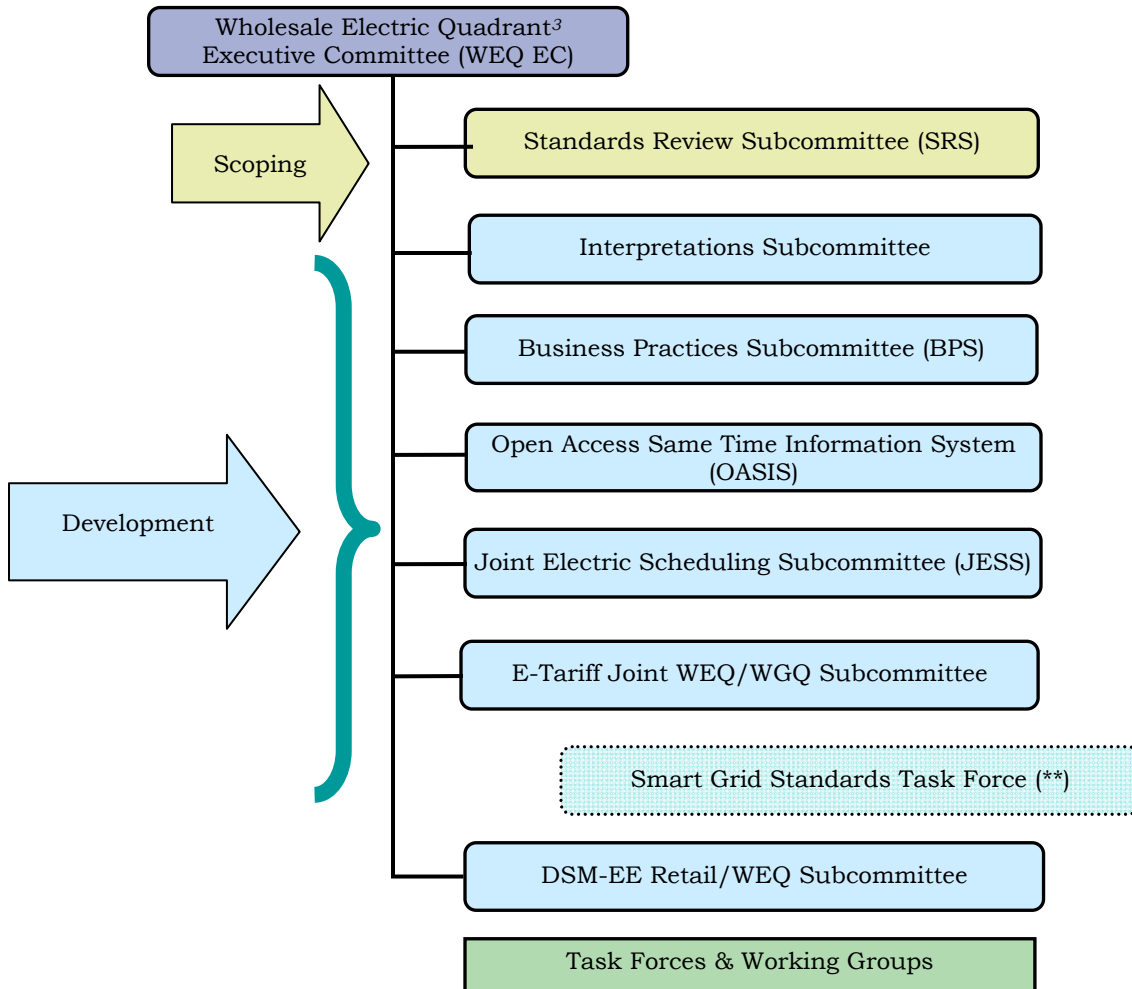 Wholesale Electric Quadrant³
Executive Committee (WEQ EC)
Standards Review Subcommittee (SRS)
Scoping
Interpretations Subcommittee
Business Practices Subcommittee (BPS)
Open Access Same Time Information System
(OASIS)
Development
Joint Electric Scheduling Subcommittee (JESS)
E-Tariff Joint WEQ/WGQ Subcommittee
Smart Grid Standards Task Force (**)
DSM-EE Retail/WEQ Subcommittee
Task Forces & Working Groups